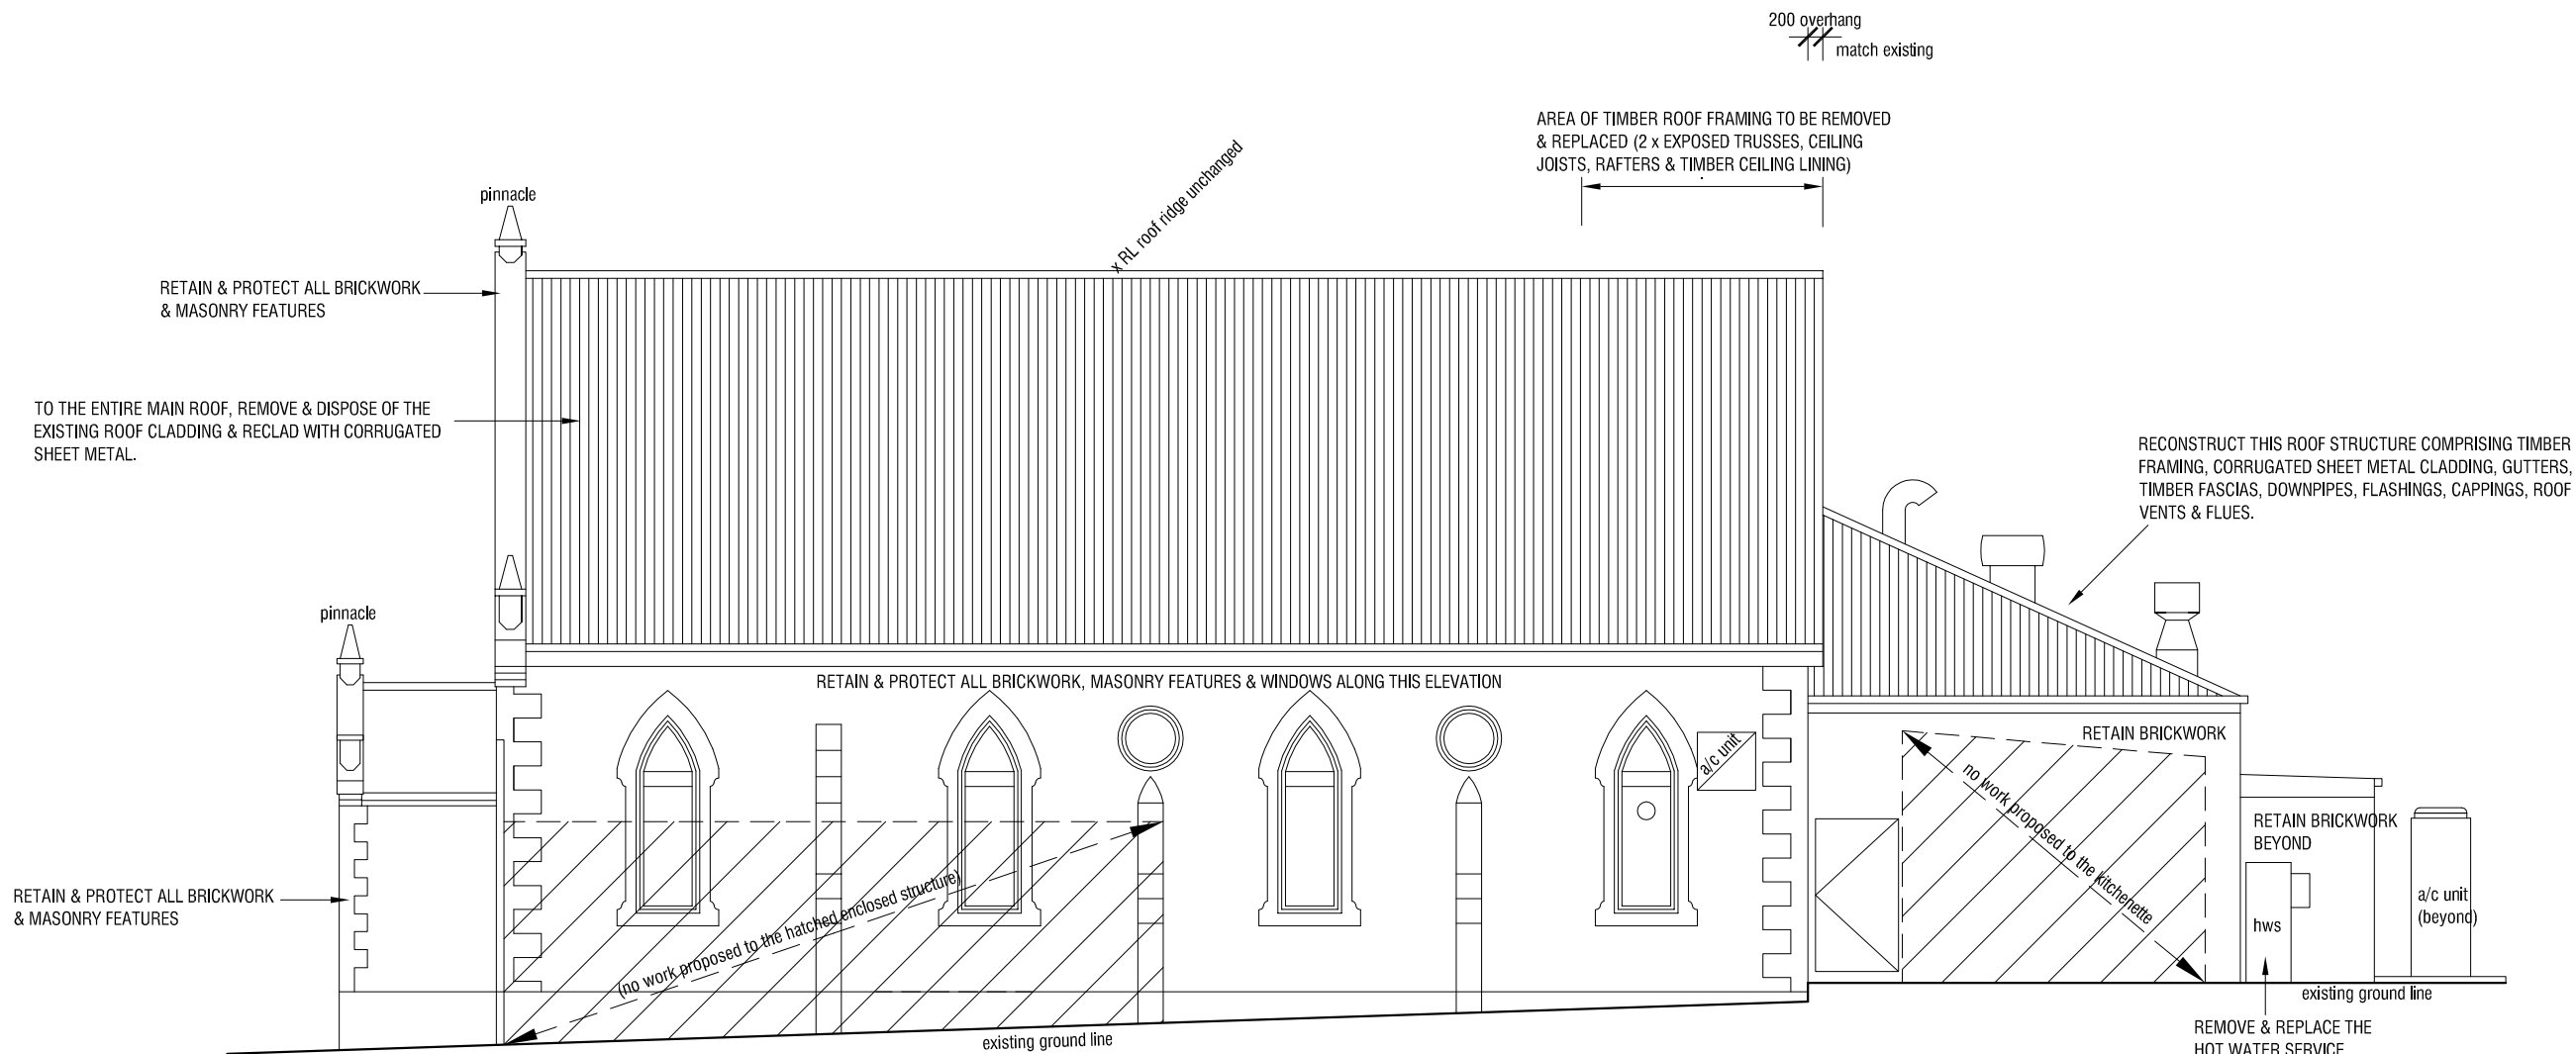 200 overhang
match existing
AREA OF TIMBER ROOF FRAMING TO BE REMOVED
& REPLACED (2 x EXPOSED TRUSSES, CEILING
JOISTS, RAFTERS & TIMBER CEILING LINING)
x RL roof ridge unchanged
pinnacle
RETAIN & PROTECT ALL BRICKWORK
& MASONRY FEATURES
TO THE ENTIRE MAIN ROOF, REMOVE & DISPOSE OF THE
EXISTING ROOF CLADDING & RECLAD WITH CORRUGATED
SHEET METAL.
RECONSTRUCT THIS ROOF STRUCTURE COMPRISING TIMBER
FRAMING, CORRUGATED SHEET METAL CLADDING, GUTTERS,
TIMBER FASCIAS, DOWNPIPES, FLASHINGS, CAPPINGS, ROOF
VENTS & FLUES.
pinnacle
RETAIN & PROTECT ALL BRICKWORK, MASONRY FEATURES & WINDOWS ALONG THIS ELEVATION
a/c unit
RETAIN BRICKWORK
no work proposed to the kitchenette
RETAIN BRICKWORK
BEYOND
RETAIN & PROTECT ALL BRICKWORK
& MASONRY FEATURES
(no work proposed to the hatched enclosed structure)
hws
a/c unit
(beyond)
existing ground line
existing ground line
REMOVE & REPLACE THE
HOT WATER SERVICE